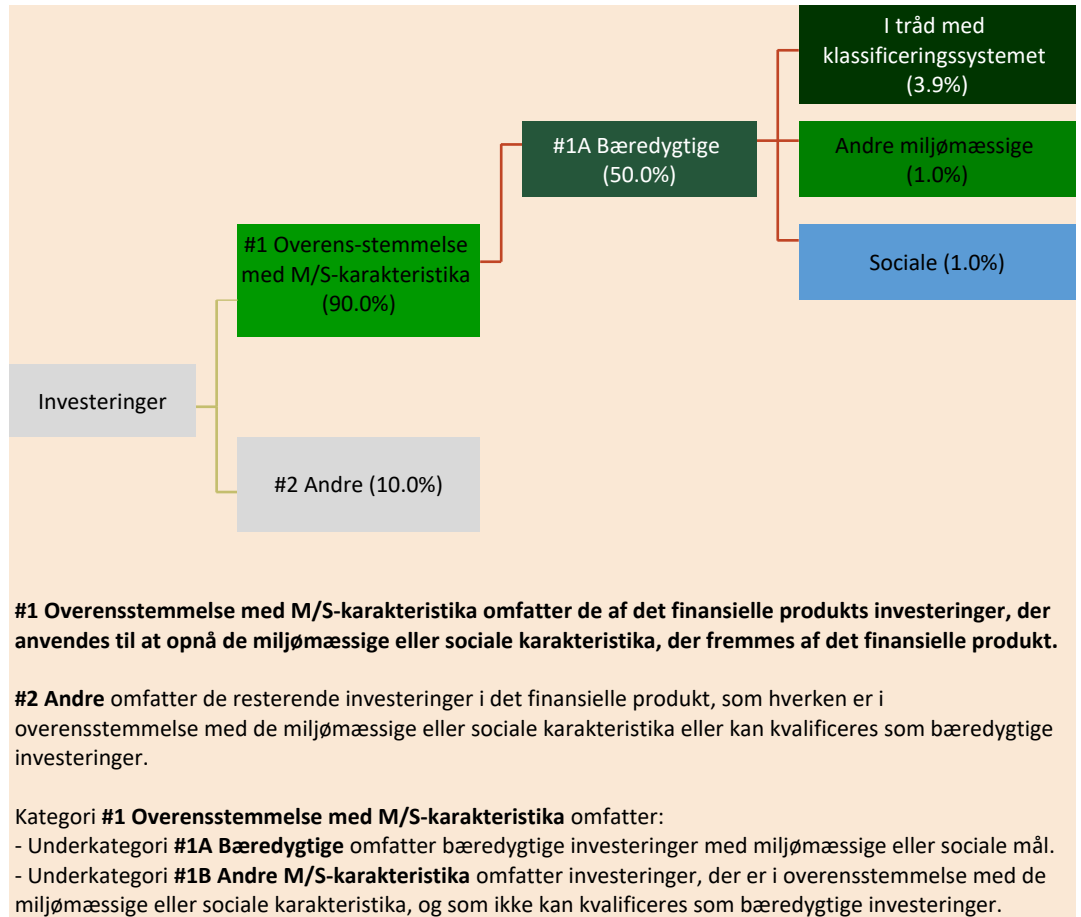 I tråd med
klassificeringssystemet
(3.9%)
#1A Bæredygtige
(50.0%)
Andre miljømæssige
(1.0%)
#1 Overens-stemmelse
med M/S-karakteristika
(90.0%)
Sociale (1.0%)
Investeringer
#2 Andre (10.0%)
#1 Overensstemmelse med M/S-karakteristika omfatter de af det finansielle produkts investeringer, der
anvendes til at opnå de miljømæssige eller sociale karakteristika, der fremmes af det finansielle produkt.
#2 Andre omfatter de resterende investeringer i det finansielle produkt, som hverken er i
overensstemmelse med de miljømæssige eller sociale karakteristika eller kan kvalificeres som bæredygtige
investeringer.
Kategori #1 Overensstemmelse med M/S-karakteristika omfatter:
- Underkategori #1A Bæredygtige omfatter bæredygtige investeringer med miljømæssige eller sociale mål.
- Underkategori #1B Andre M/S-karakteristika omfatter investeringer, der er i overensstemmelse med de
miljømæssige eller sociale karakteristika, og som ikke kan kvalificeres som bæredygtige investeringer.